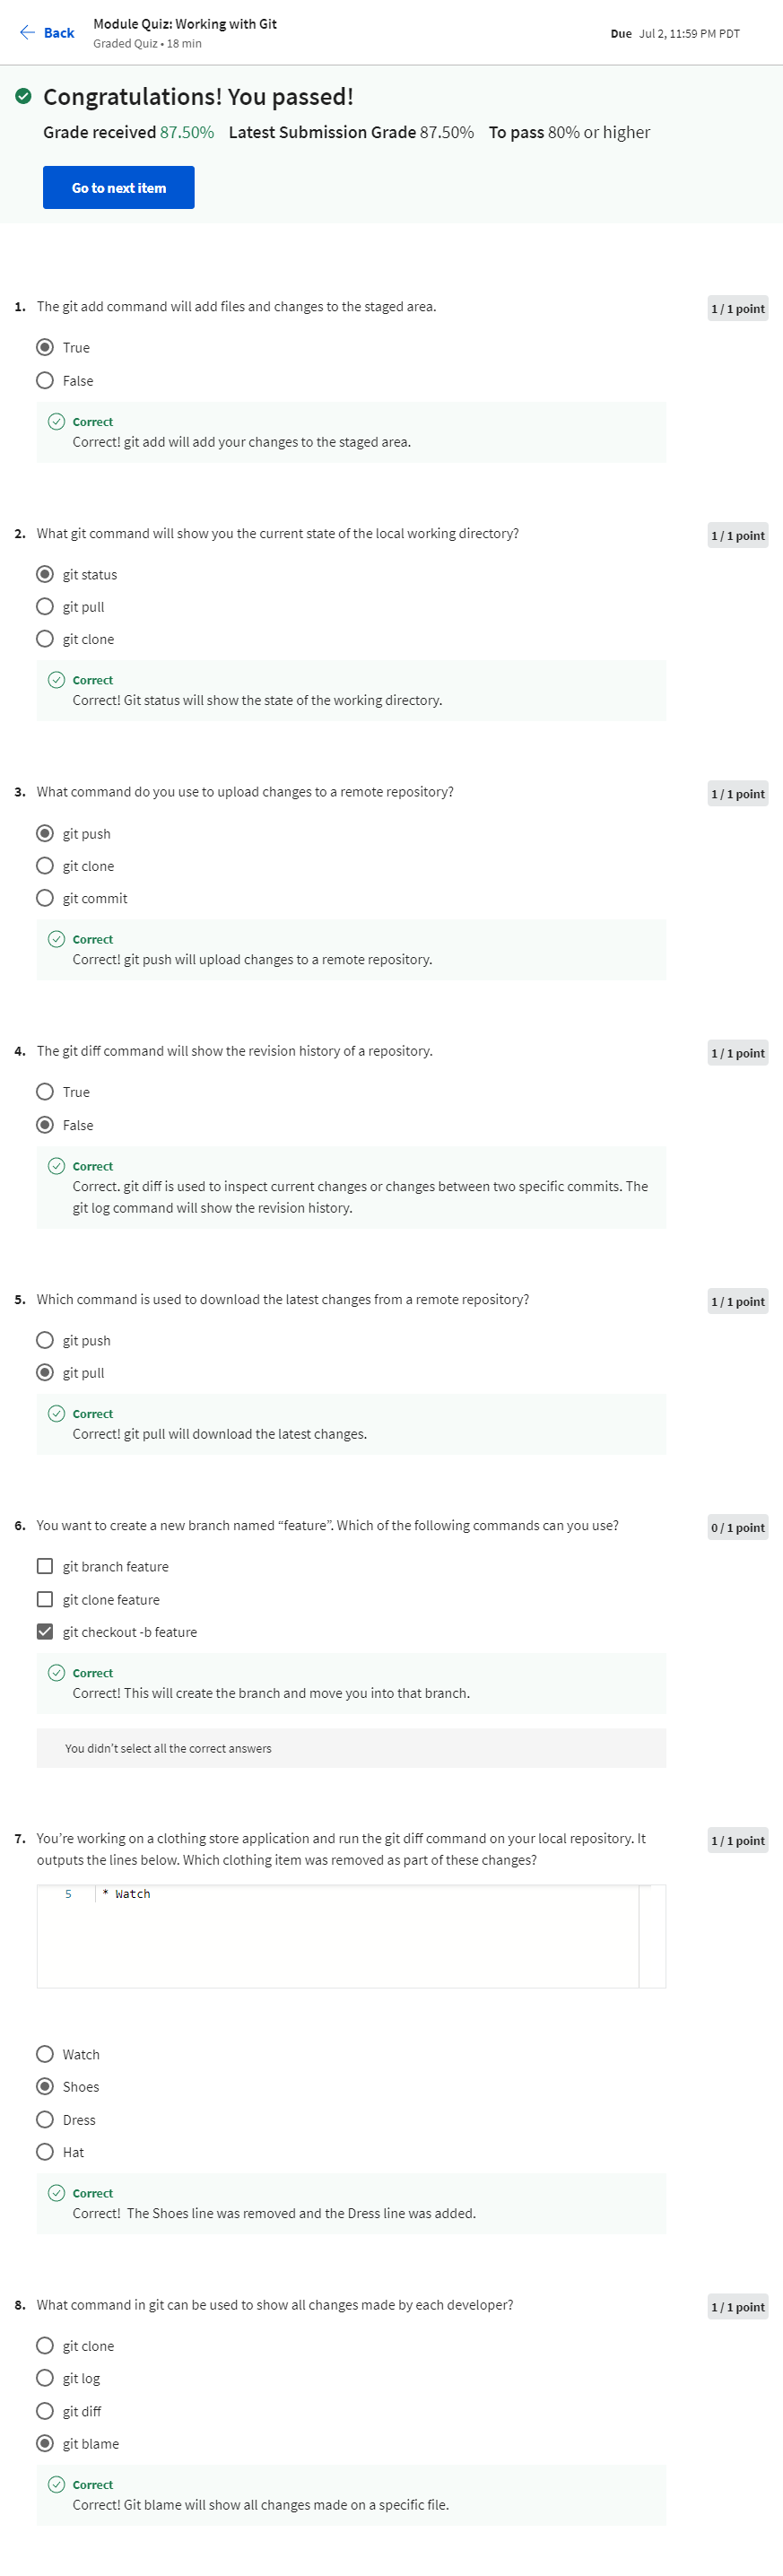 Back
Module Quiz: Working with Git
Graded Quiz • 18 min
Due Jul 2, 11:59 PM PDT
Congratulations! You passed!
Grade received 87.50% Latest Submission Grade 87.50% To pass 80% or higher
Go to next item
1. The git add command will add files and changes to the staged area.
1 / 1 point
True
False
Correct
Correct! git add will add your changes to the staged area.
2. What git command will show you the current state of the local working directory?
1 / 1 point
git status
git pull
git clone
Correct
Correct! Git status will show the state of the working directory.
3. What command do you use to upload changes to a remote repository?
1 / 1 point
git push
git clone
git commit
Correct
Correct! git push will upload changes to a remote repository.
4. The git diff command will show the revision history of a repository.
1 / 1 point
True
False
Correct
Correct. git diff is used to inspect current changes or changes between two specific commits. The
git log command will show the revision history.
5. Which command is used to download the latest changes from a remote repository?
1 / 1 point
git push
git pull
Correct
Correct! git pull will download the latest changes.
6. You want to create a new branch named “feature”. Which of the following commands can you use?
0 / 1 point
git branch feature
git clone feature
git checkout -b feature
Correct
Correct! This will create the branch and move you into that branch.
You didn’t select all the correct answers
7. You’re working on a clothing store application and run the git diff command on your local repository. It
outputs the lines below. Which clothing item was removed as part of these changes?
1 / 1 point
5 * Watch
Watch
Shoes
Dress
Hat
Correct
Correct! The Shoes line was removed and the Dress line was added.
8. What command in git can be used to show all changes made by each developer?
1 / 1 point
git clone
git log
git diff
git blame
Correct
Correct! Git blame will show all changes made on a specific file.